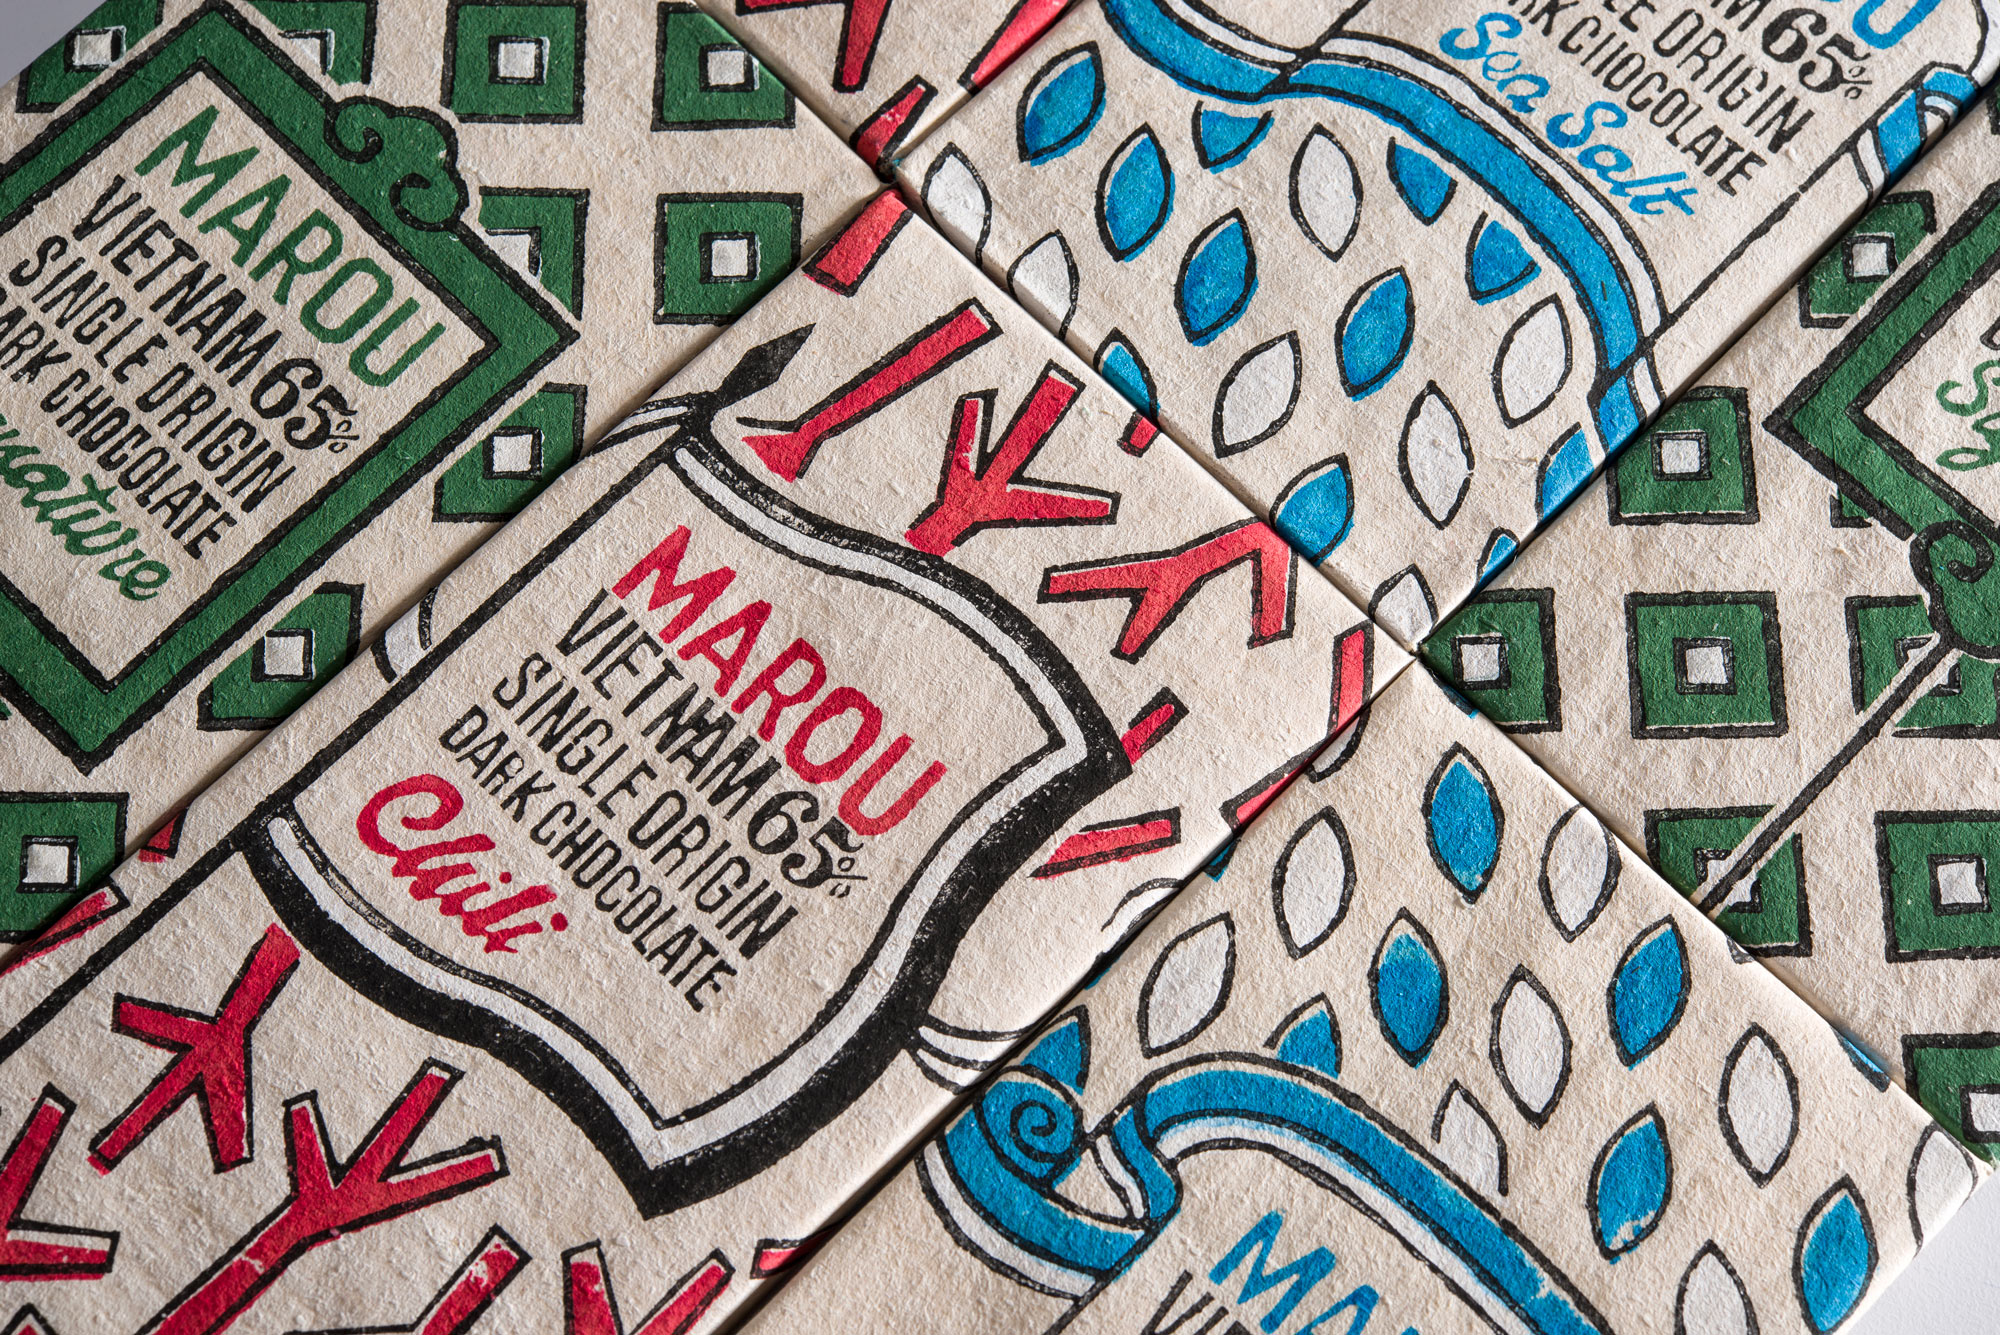 MAROU
VIETNAM 65%
SINGLE ORIGIN
DARK CHOCOLATE
Signature
MAROU
VIETNAM 65%
SINGLE ORIGIN
DARK CHOCOLATE
Chili
65%
SINGLE ORIGIN
DARK CHOCOLATE
Sea Salt